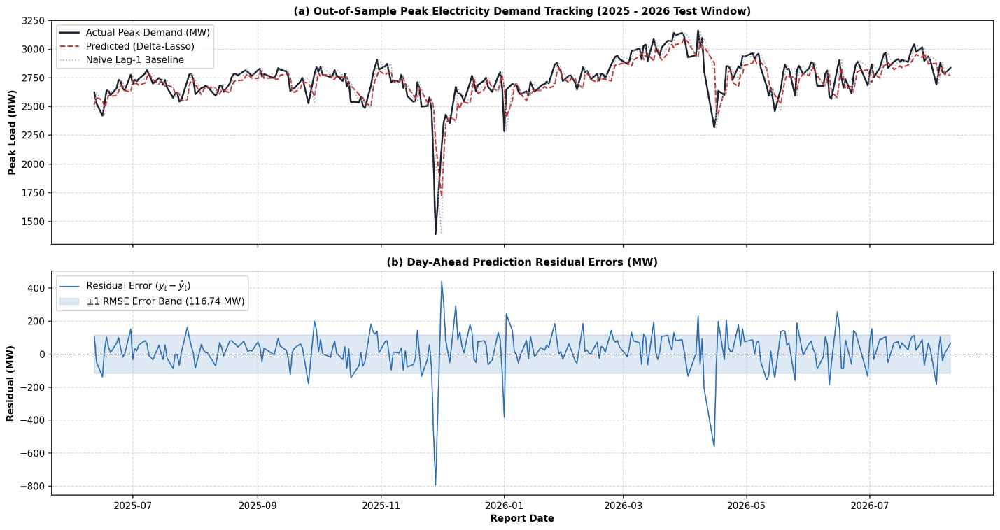 (a) Out-of-Sample Peak Electricity Demand Tracking (2025 - 2026 Test Window)
3250
3000
2750
2500
2250
2000
1750
1500
Peak Load (MW)
Actual Peak Demand (MW)
Predicted (Delta-Lasso)
Naive Lag-1 Baseline
(b) Day-Ahead Prediction Residual Errors (MW)
400
200
0
−200
−400
−600
−800
Residual (MW)
Residual Error (yₜ − ŷₜ)
±1 RMSE Error Band (116.74 MW)
2025-07 2025-09 2025-11 2026-01 2026-03 2026-05 2026-07
Report Date